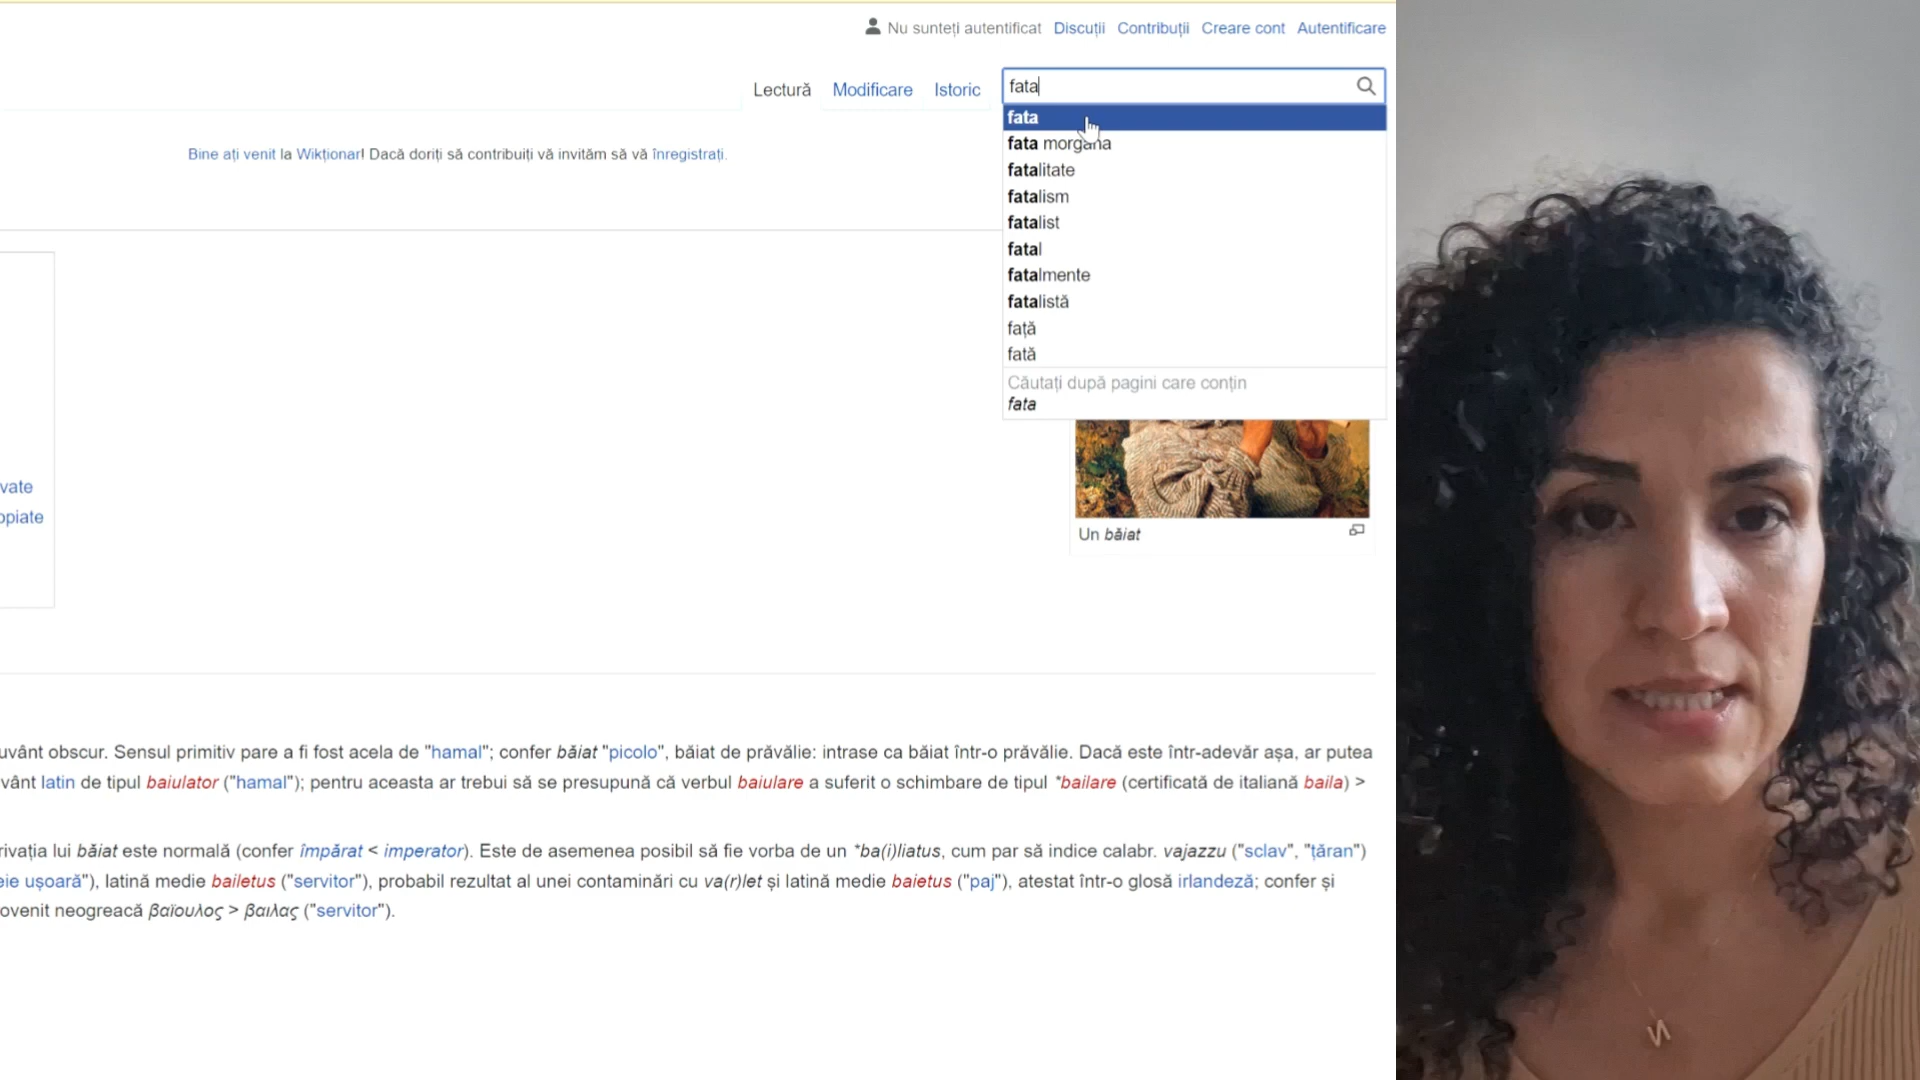 Nu sunteți autentificat Discuții Contribuții Creare cont Autentificare
Lectură Modificare Istoric fata
fata
fata morgana
fatalitate
fatalism
fatalist
fatal
fatalmente
fatalistă
față
fată
Căutați după pagini care conțin
fata
Bine ați venit la Wikționar! Dacă doriți să contribuiți vă invităm să vă înregistrați.
vate
opiate
Un băiat
uvânt obscur. Sensul primitiv pare a fi fost acela de "hamal"; confer băiat "picolo", băiat de prăvălie: intrase ca băiat într-o prăvălie. Dacă este într-adevăr așa, ar putea
vânt latin de tipul baiulator ("hamal"); pentru aceasta ar trebui să se presupună că verbul baiulare a suferit o schimbare de tipul *bailare (certificată de italiană baila) >
rivația lui băiat este normală (confer împărat < imperator). Este de asemenea posibil să fie vorba de un *ba(i)liatus, cum par să indice calabr. vajazzu ("sclav", "țăran")
eie ușoară"), latină medie bailetus ("servitor"), probabil rezultat al unei contaminări cu va(r)let și latină medie baietus ("paj"), atestat într-o glosă irlandeză; confer și
ovenit neogreacă βαϊουλος > βαιλας ("servitor").